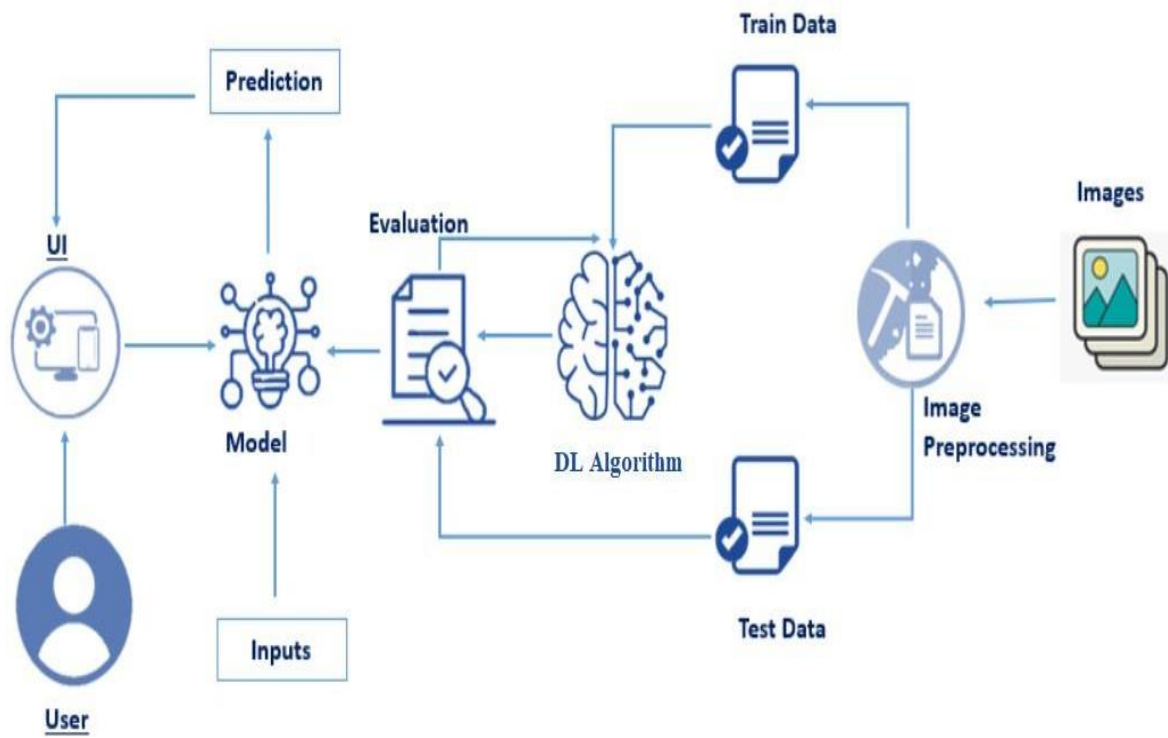 Train Data
Prediction
Images
Evaluation
UI
Image
Preprocessing
Model
DL Algorithm
Test Data
Inputs
User